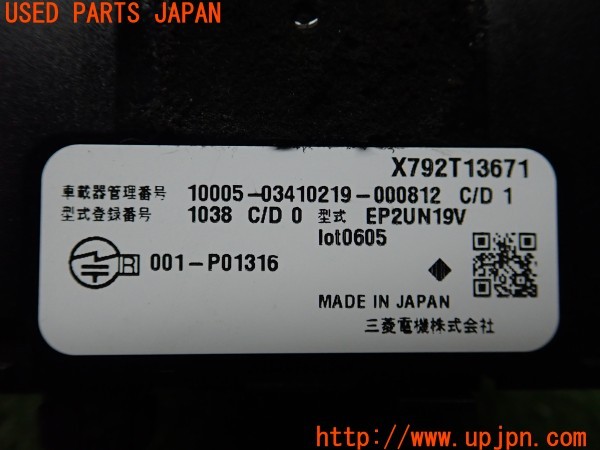 USED PARTS JAPAN
X792T13671
車載器管理番号 10005-03410219-000812 C/D 1
型式登録番号 1038 C/D 0 型式 EP2UN19V
lot0605
R 001-P01316
MADE IN JAPAN
三菱電機株式会社
UPJ http://www.upjpn.com